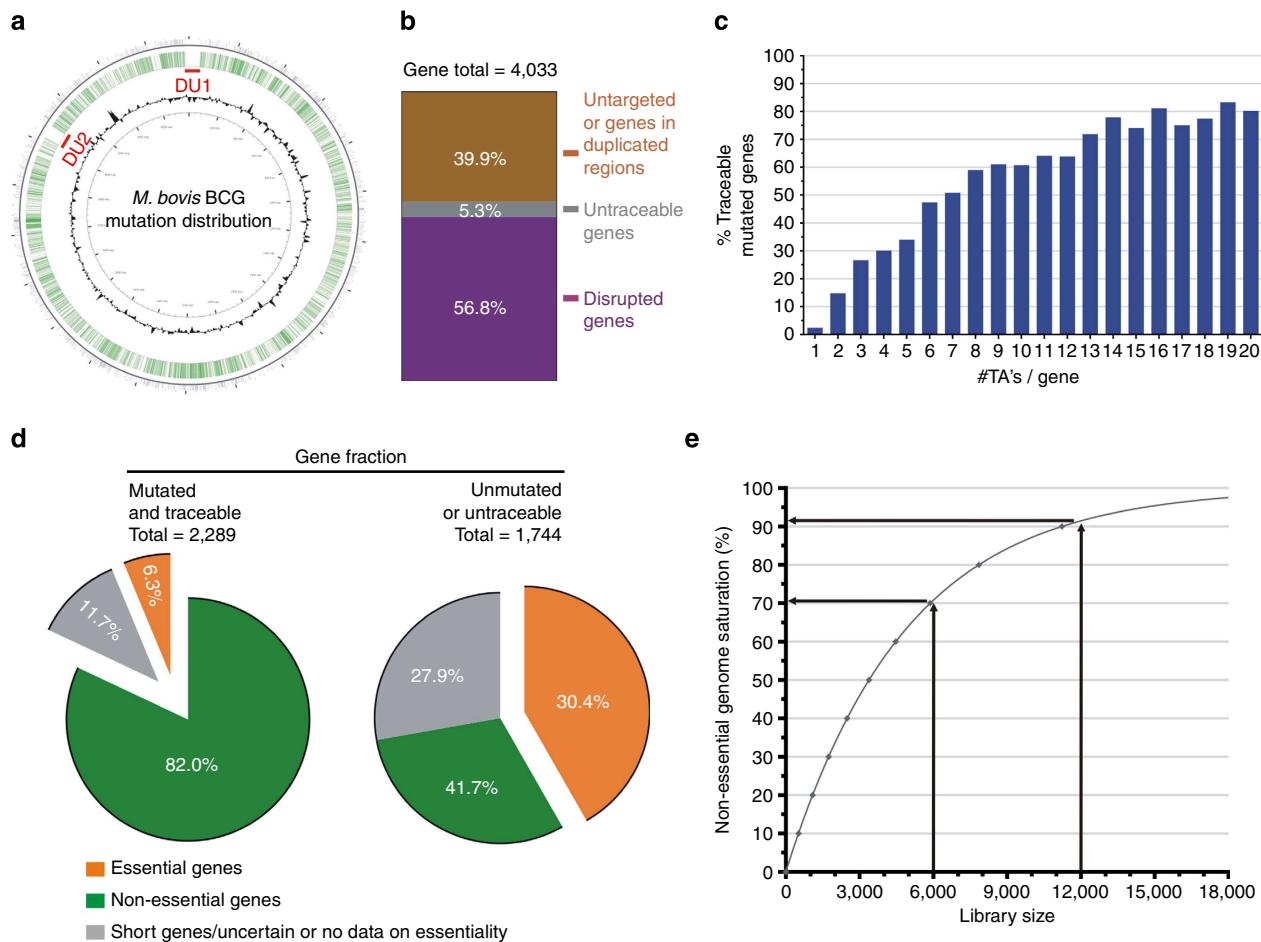 a
DU1
DU2
M. bovis BCG
mutation distribution
b
Gene total = 4,033
39.9%
5.3%
56.8%
Untargeted
or genes in
duplicated
regions
Untraceable
genes
Disrupted
genes
c
% Traceable
mutated genes
100
90
80
70
60
50
40
30
20
10
0
1 2 3 4 5 6 7 8 9 10 11 12 13 14 15 16 17 18 19 20
#TA's / gene
d
Gene fraction
Mutated
and traceable
Total = 2,289
6.3%
11.7%
82.0%
Unmutated
or untraceable
Total = 1,744
27.9%
30.4%
41.7%
Essential genes
Non-essential genes
Short genes/uncertain or no data on essentiality
e
Non-essential genome saturation (%)
100
90
80
70
60
50
40
30
20
10
0
0 3,000 6,000 9,000 12,000 15,000 18,000
Library size